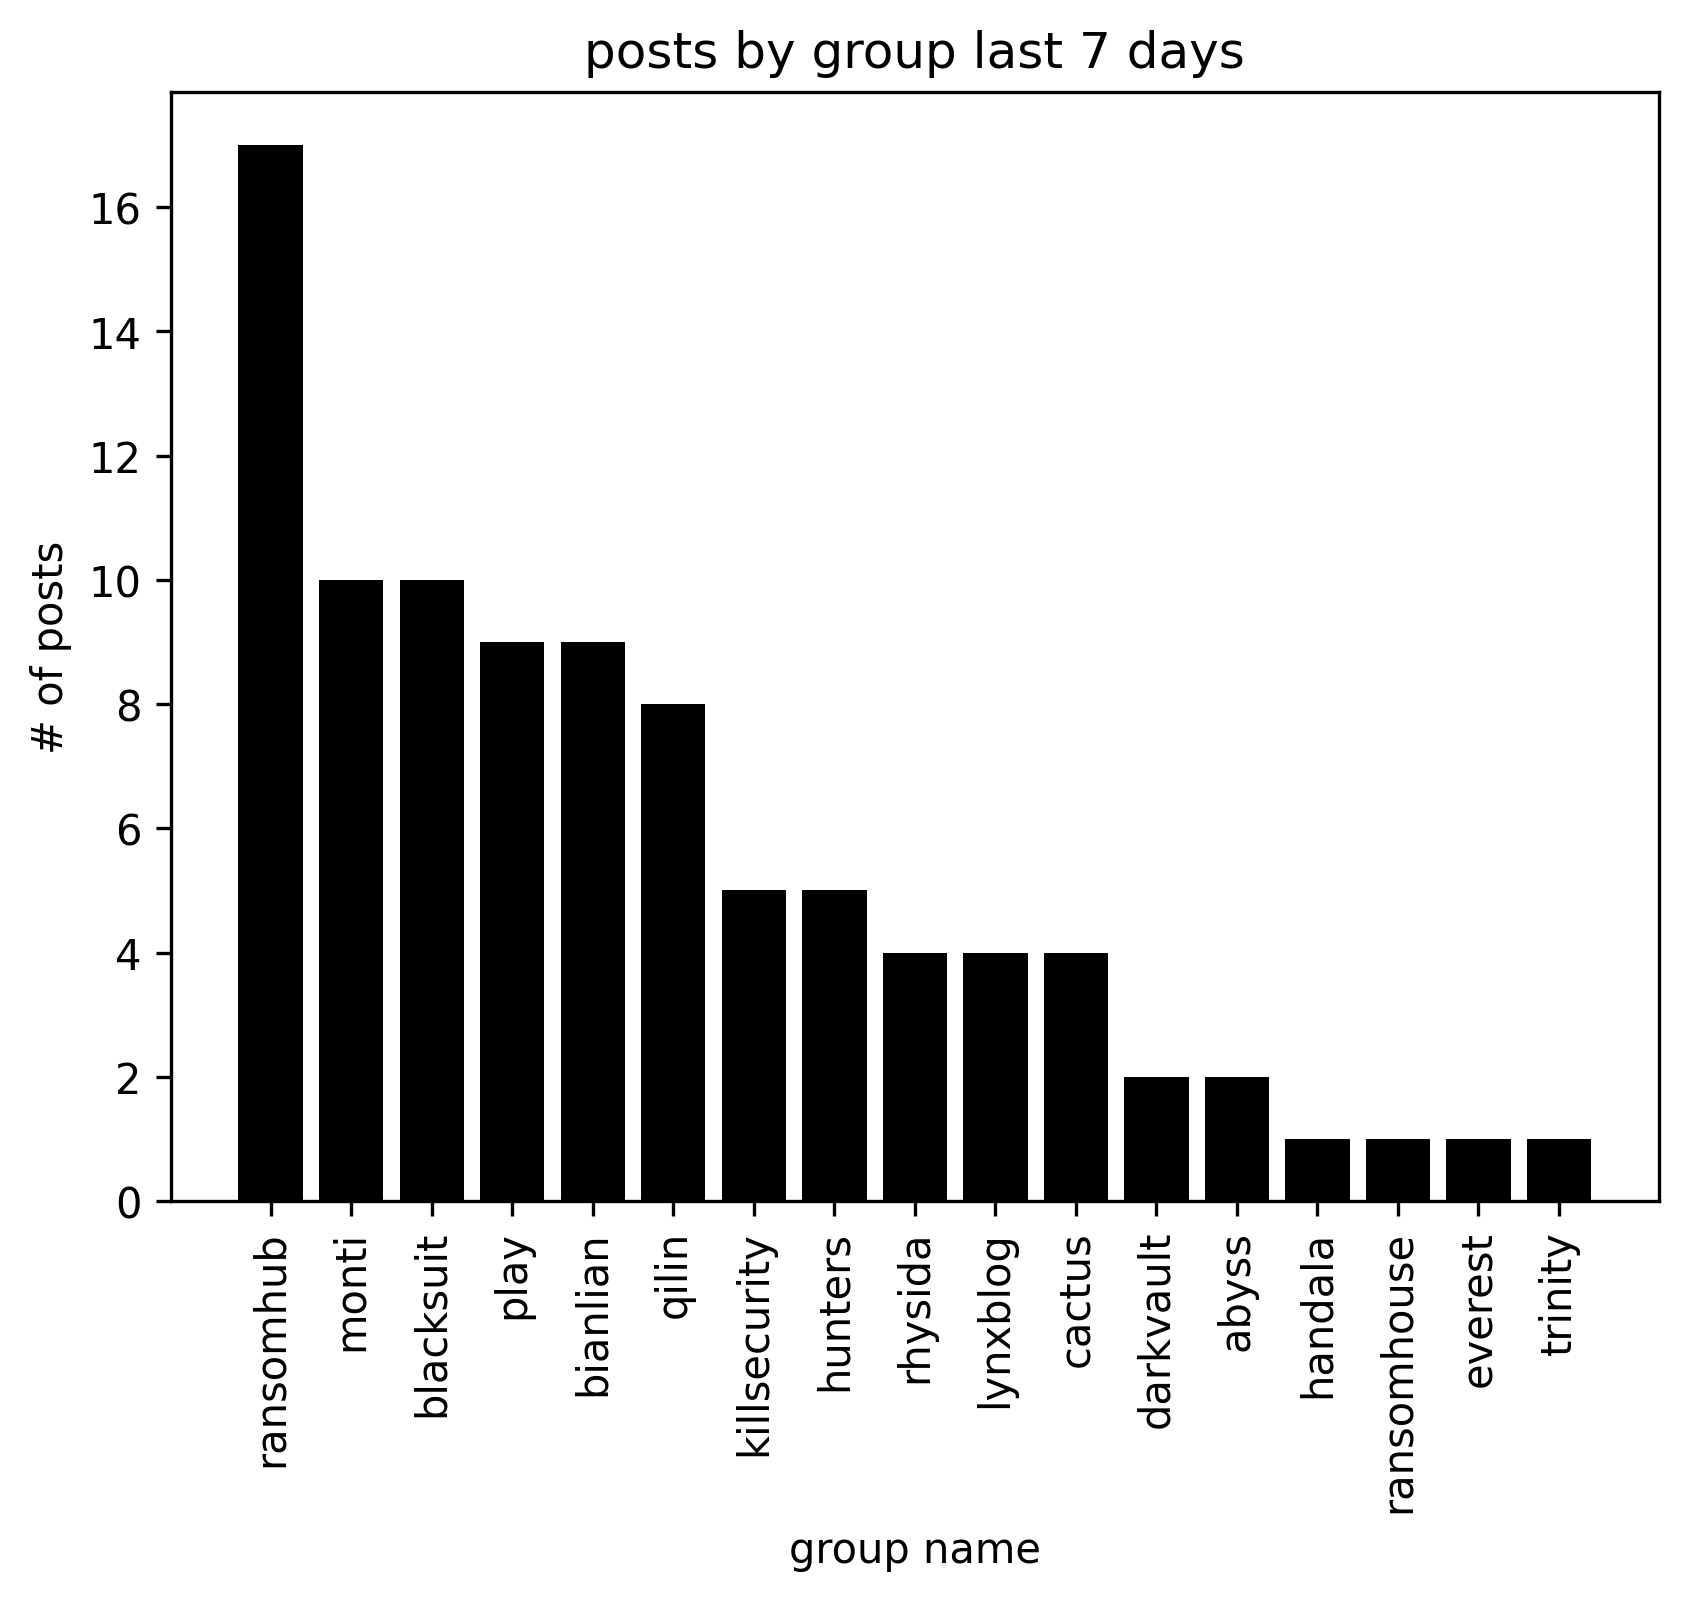 posts by group last 7 days
16
14
12
10
8
6
4
2
0
# of posts
ransomhub
monti
blacksuit
play
bianlian
qilin
killsecurity
hunters
rhysida
lynxblog
cactus
darkvault
abyss
handala
ransomhouse
everest
trinity
group name